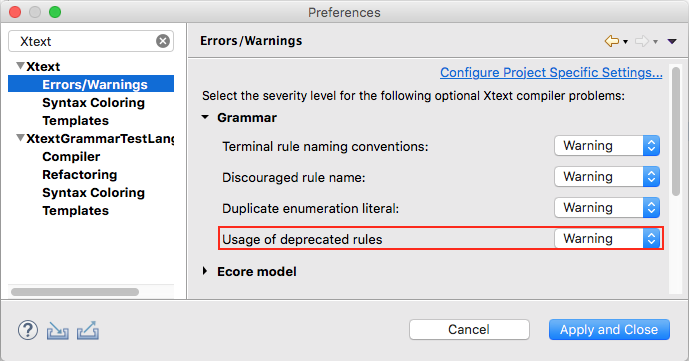 Preferences
Xtext
Errors/Warnings
Xtext
Errors/Warnings
Syntax Coloring
Templates
XtextGrammarTestLang
Compiler
Refactoring
Syntax Coloring
Templates
Configure Project Specific Settings...
Select the severity level for the following optional Xtext compiler problems:
Grammar
Terminal rule naming conventions: Warning
Discouraged rule name: Warning
Duplicate enumeration literal: Warning
Usage of deprecated rules Warning
Ecore model
Cancel
Apply and Close